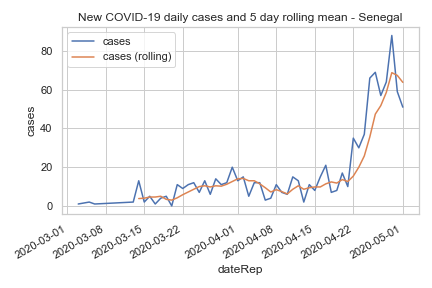 New COVID-19 daily cases and 5 day rolling mean - Senegal
cases
cases (rolling)
80
60
40
20
0
cases
2020-03-01
2020-03-08
2020-03-15
2020-03-22
2020-04-01
2020-04-08
2020-04-15
2020-04-22
2020-05-01
dateRep